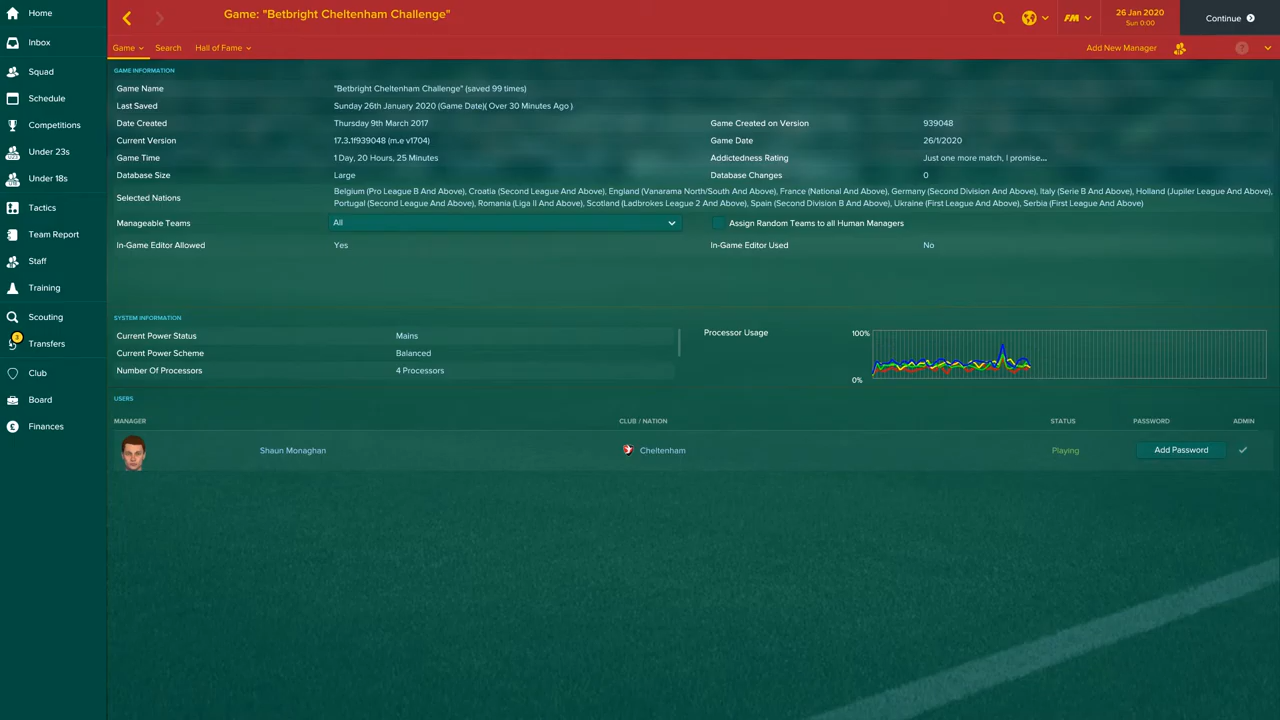 Home
Inbox
Squad
Schedule
Competitions
Under 23s
Under 18s
Tactics
Team Report
Staff
Training
Scouting
3
Transfers
Club
Board
Finances
Game: "Betbright Cheltenham Challenge"
FM
26 Jan 2020
Sun 0:00
Continue
Game
Search
Hall of Fame
Add New Manager
?
GAME INFORMATION
Game Name "Betbright Cheltenham Challenge" (saved 99 times)
Last Saved Sunday 26th January 2020 (Game Date)( Over 30 Minutes Ago )
Date Created Thursday 9th March 2017 Game Created on Version 939048
Current Version 17.3.1f939048 (m.e v1704) Game Date 26/1/2020
Game Time 1 Day, 20 Hours, 25 Minutes Addictedness Rating Just one more match, I promise...
Database Size Large Database Changes 0
Selected Nations
Belgium (Pro League B And Above), Croatia (Second League And Above), England (Vanarama North/South And Above), France (National And Above), Germany (Second Division And Above), Italy (Serie B And Above), Holland (Jupiler League And Above),
Portugal (Second League And Above), Romania (Liga II And Above), Scotland (Ladbrokes League 2 And Above), Spain (Second Division B And Above), Ukraine (First League And Above), Serbia (First League And Above)
Manageable Teams All Assign Random Teams to all Human Managers
In-Game Editor Allowed Yes In-Game Editor Used No
SYSTEM INFORMATION
Current Power Status Mains
Current Power Scheme Balanced
Number Of Processors 4 Processors
Processor Usage
100%
0%
USERS
MANAGER CLUB / NATION STATUS PASSWORD ADMIN
Shaun Monaghan Cheltenham Playing Add Password